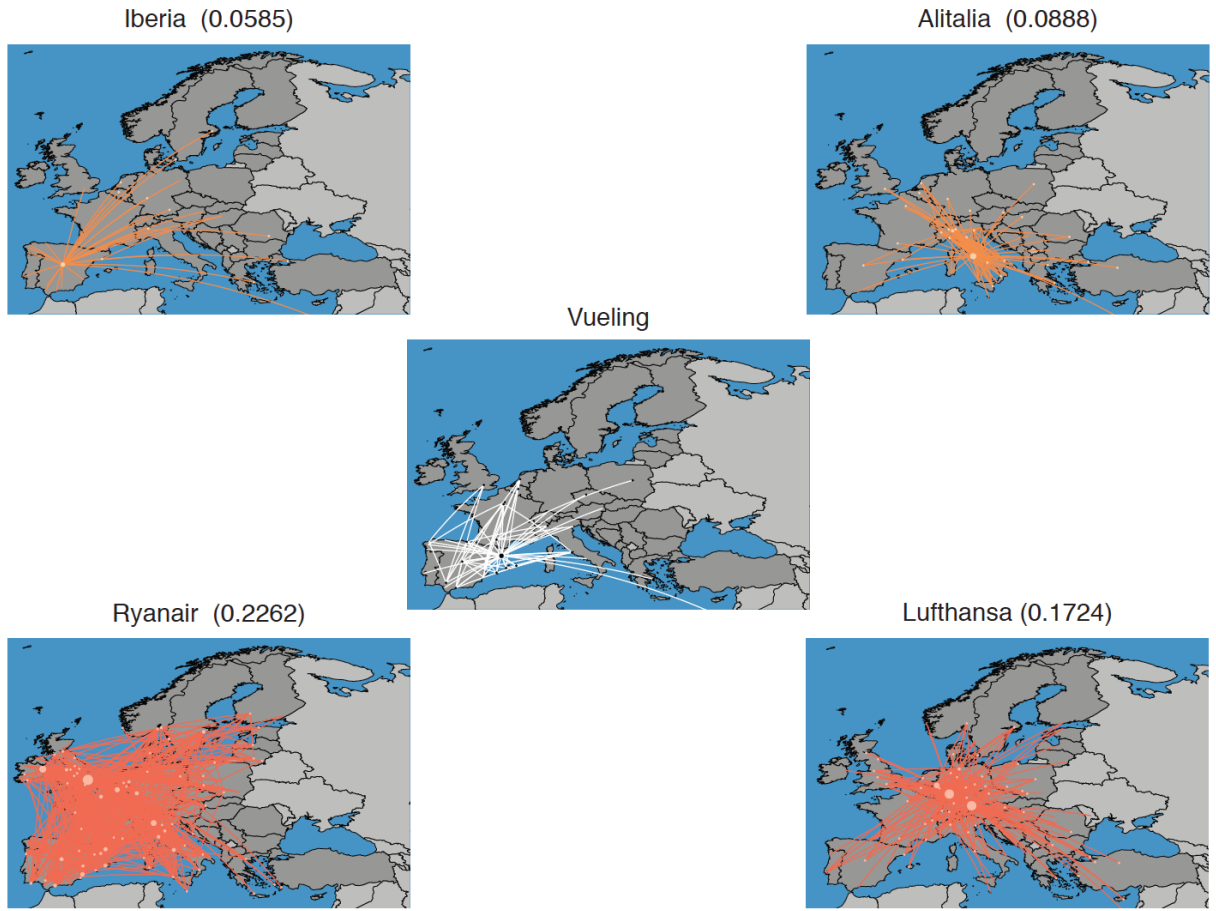 Iberia  (0.0585)
Alitalia  (0.0888)
Vueling
Ryanair  (0.2262)
Lufthansa (0.1724)